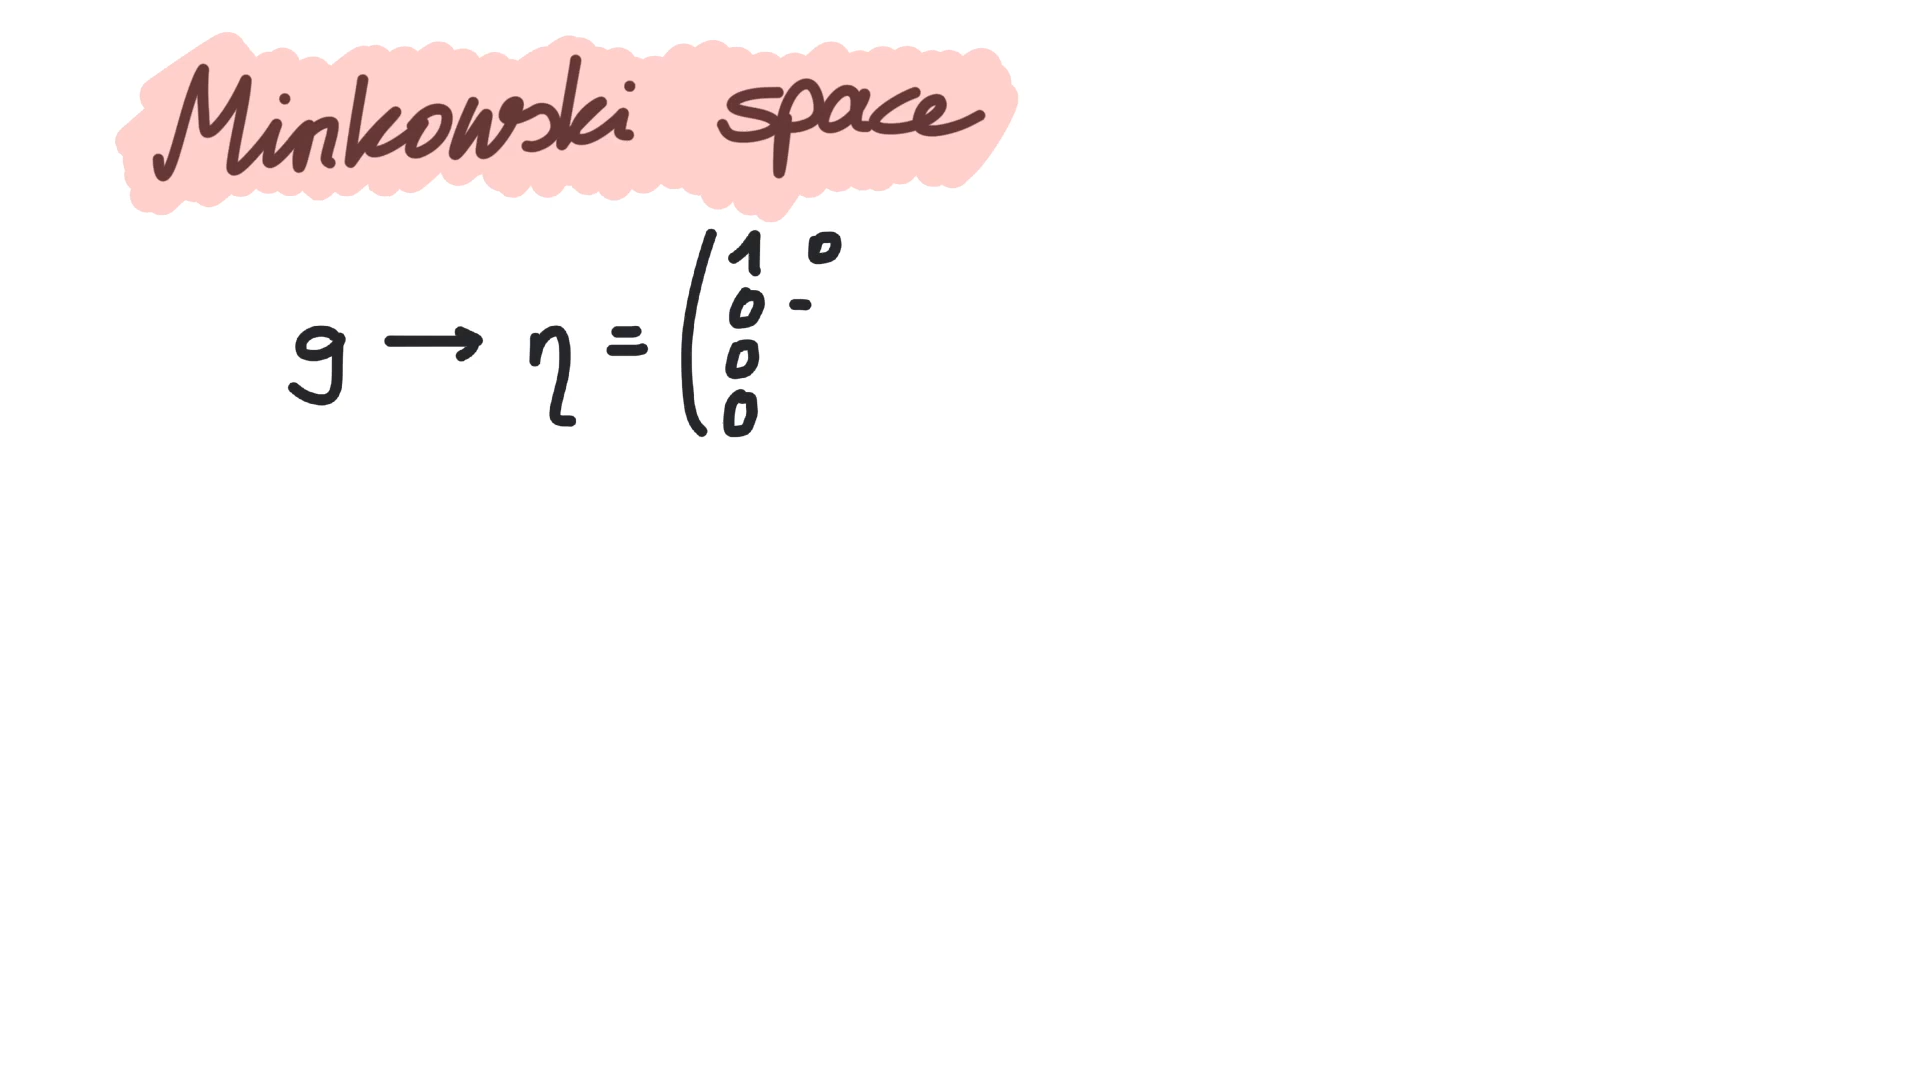 Minkowski space
g → η = ( 1 0
0 -
0
0